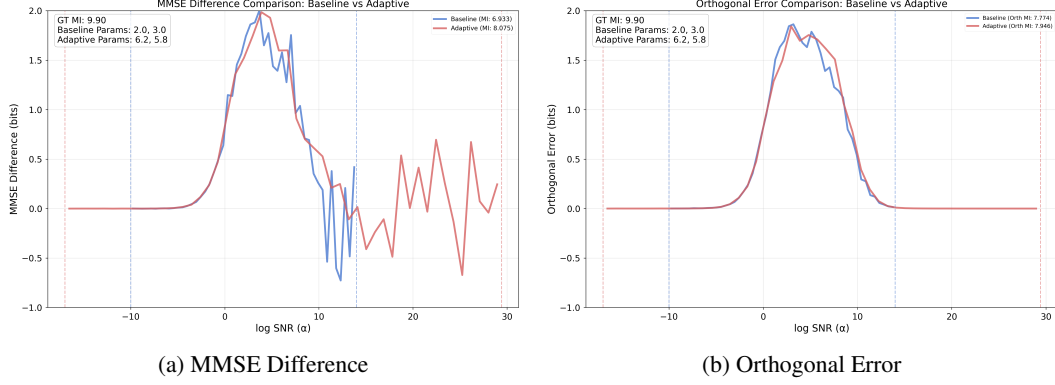 MMSE Difference Comparison: Baseline vs Adaptive
GT MI: 9.90
Baseline Params: 2.0, 3.0
Adaptive Params: 6.2, 5.8
Baseline (MI: 6.933)
Adaptive (MI: 8.075)
MMSE Difference (bits)
2.0
1.5
1.0
0.5
0.0
−0.5
−1.0
−10
0
10
20
30
log SNR (α)
(a) MMSE Difference
Orthogonal Error Comparison: Baseline vs Adaptive
GT MI: 9.90
Baseline Params: 2.0, 3.0
Adaptive Params: 6.2, 5.8
Baseline (Orth MI: 7.774)
Adaptive (Orth MI: 7.946)
Orthogonal Error (bits)
2.0
1.5
1.0
0.5
0.0
−0.5
−1.0
−10
0
10
20
30
log SNR (α)
(b) Orthogonal Error